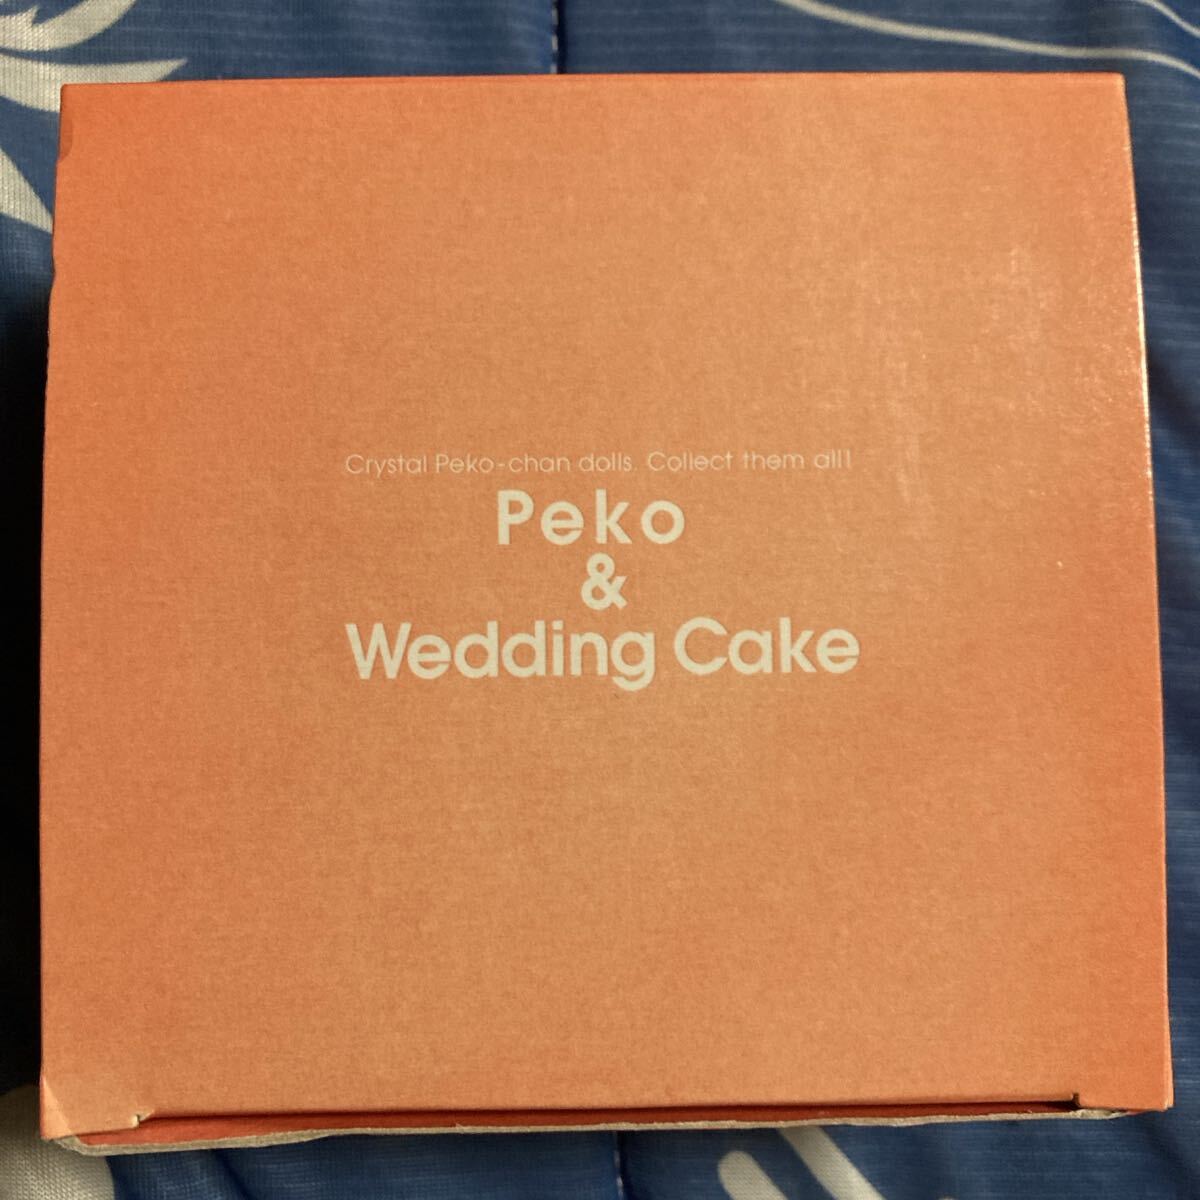 Crystal Peko-chan dolls. Collect them all!
Peko
&
Wedding Cake